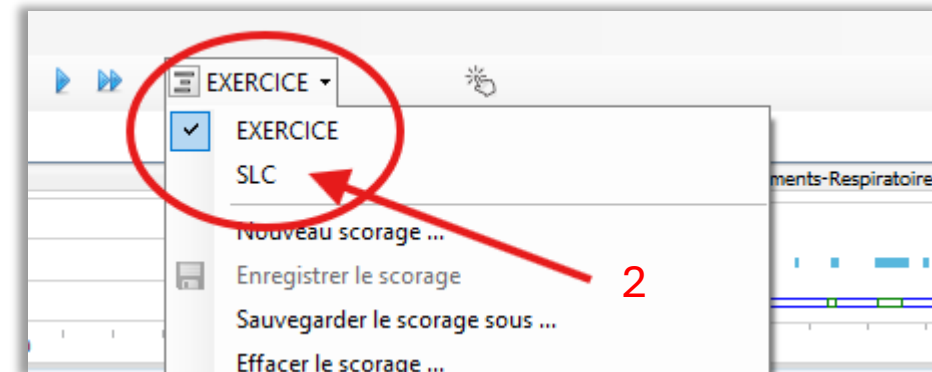 EXERCICE
EXERCICE
SLC
ments-Respiratoire
Nouveau scorage ...
Enregistrer le scorage
2
Sauvegarder le scorage sous ...
Effacer le scorage ...